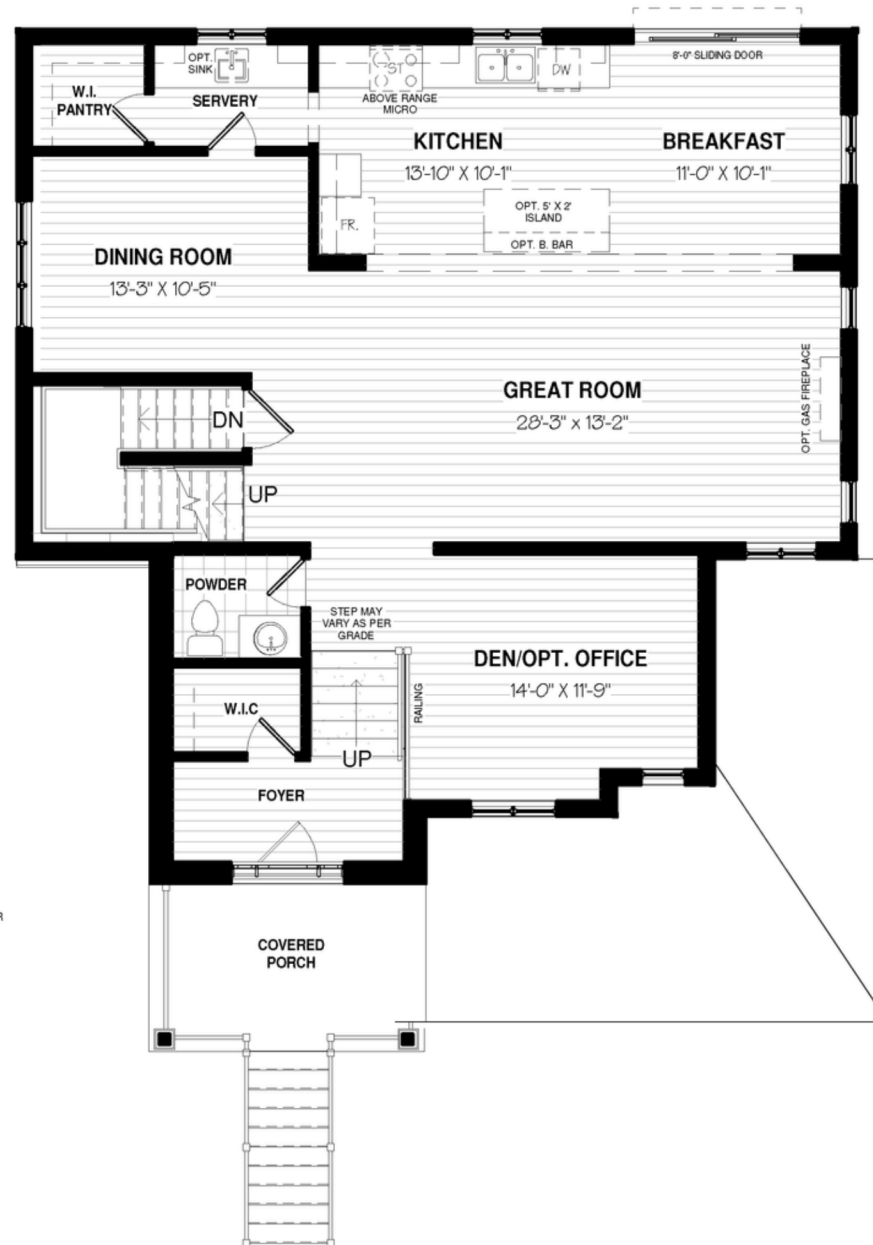 8'-0" SLIDING DOOR
OPT.
SINK
ST
DW
W.I.
PANTRY
SERVERY
ABOVE RANGE
MICRO
KITCHEN
13'-10" X 10'-1"
BREAKFAST
11'-0" X 10'-1"
OPT. 5' X 2'
ISLAND
FR.
OPT. B. BAR
DINING ROOM
13'-3" X 10'-5"
GREAT ROOM
28'-3" x 13'-2"
OPT. GAS FIREPLACE
DN
UP
POWDER
STEP MAY
VARY AS PER
GRADE
DEN/OPT. OFFICE
14'-0" X 11'-9"
RAILING
W.I.C
UP
FOYER
R
COVERED
PORCH